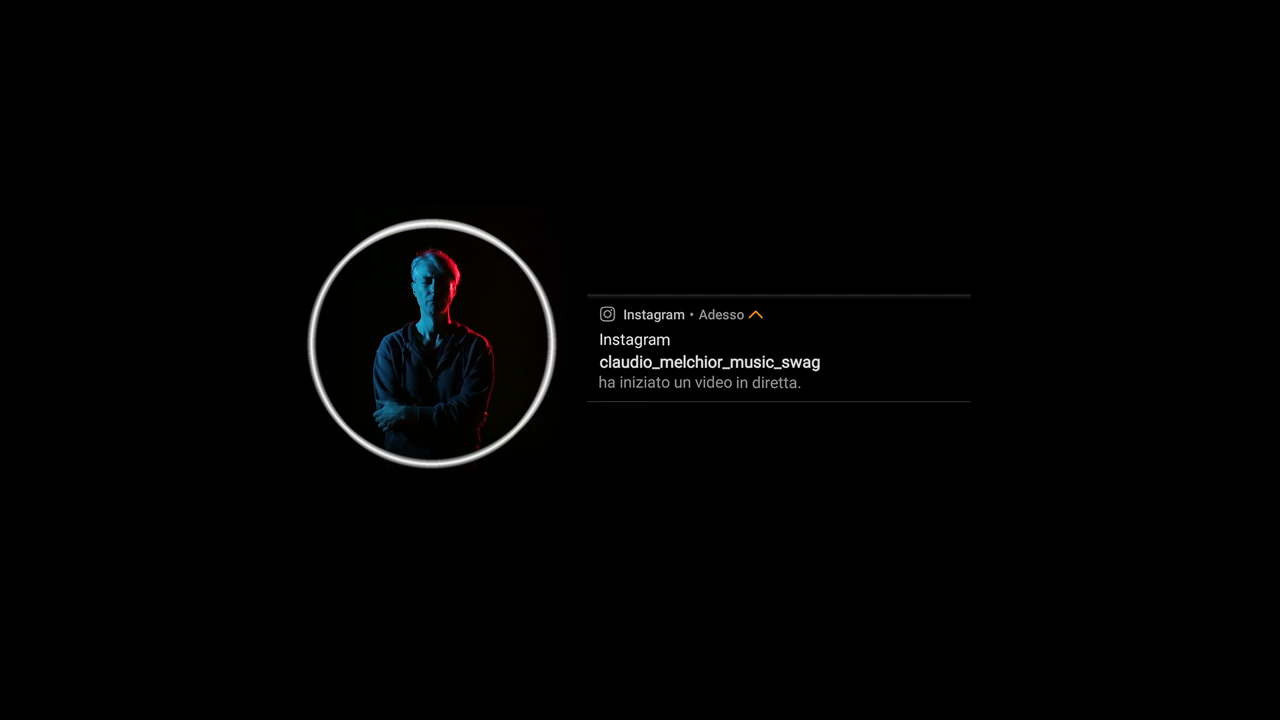 Instagram • Adesso
Instagram
claudio_melchior_music_swag
ha iniziato un video in diretta.